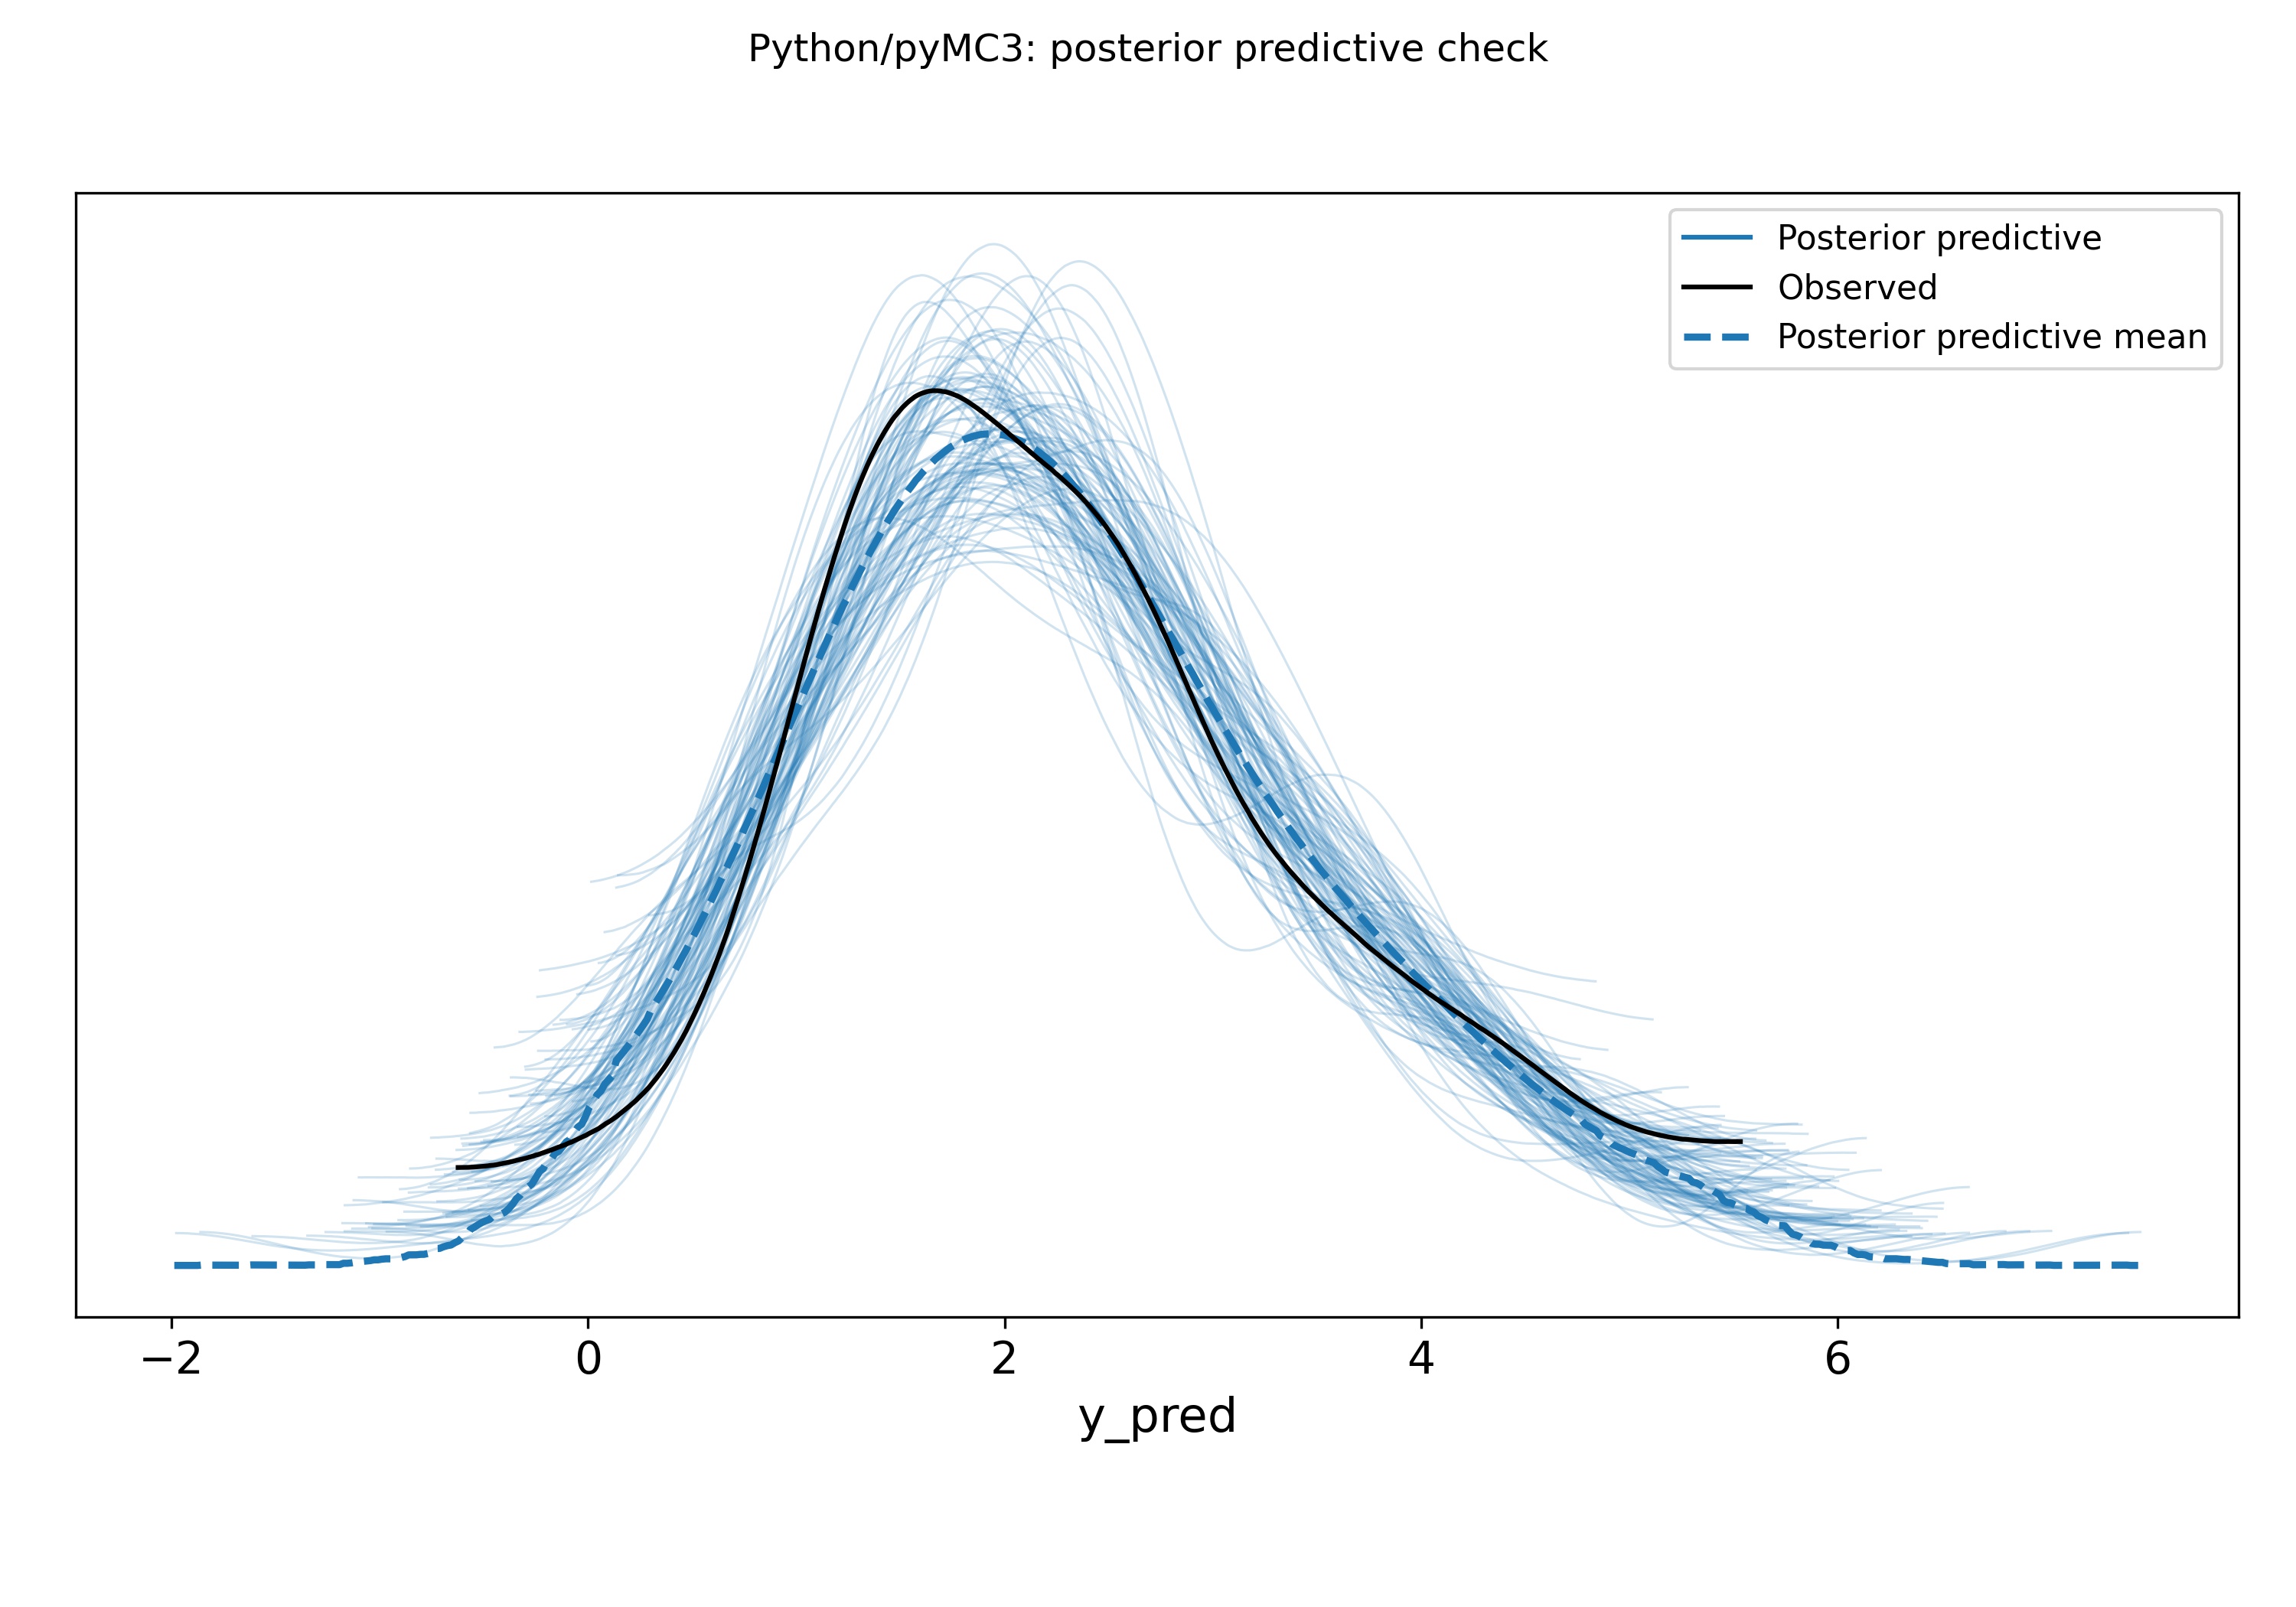 Python/pyMC3: posterior predictive check
Posterior predictive
Observed
Posterior predictive mean
−2 0 2 4 6
y_pred